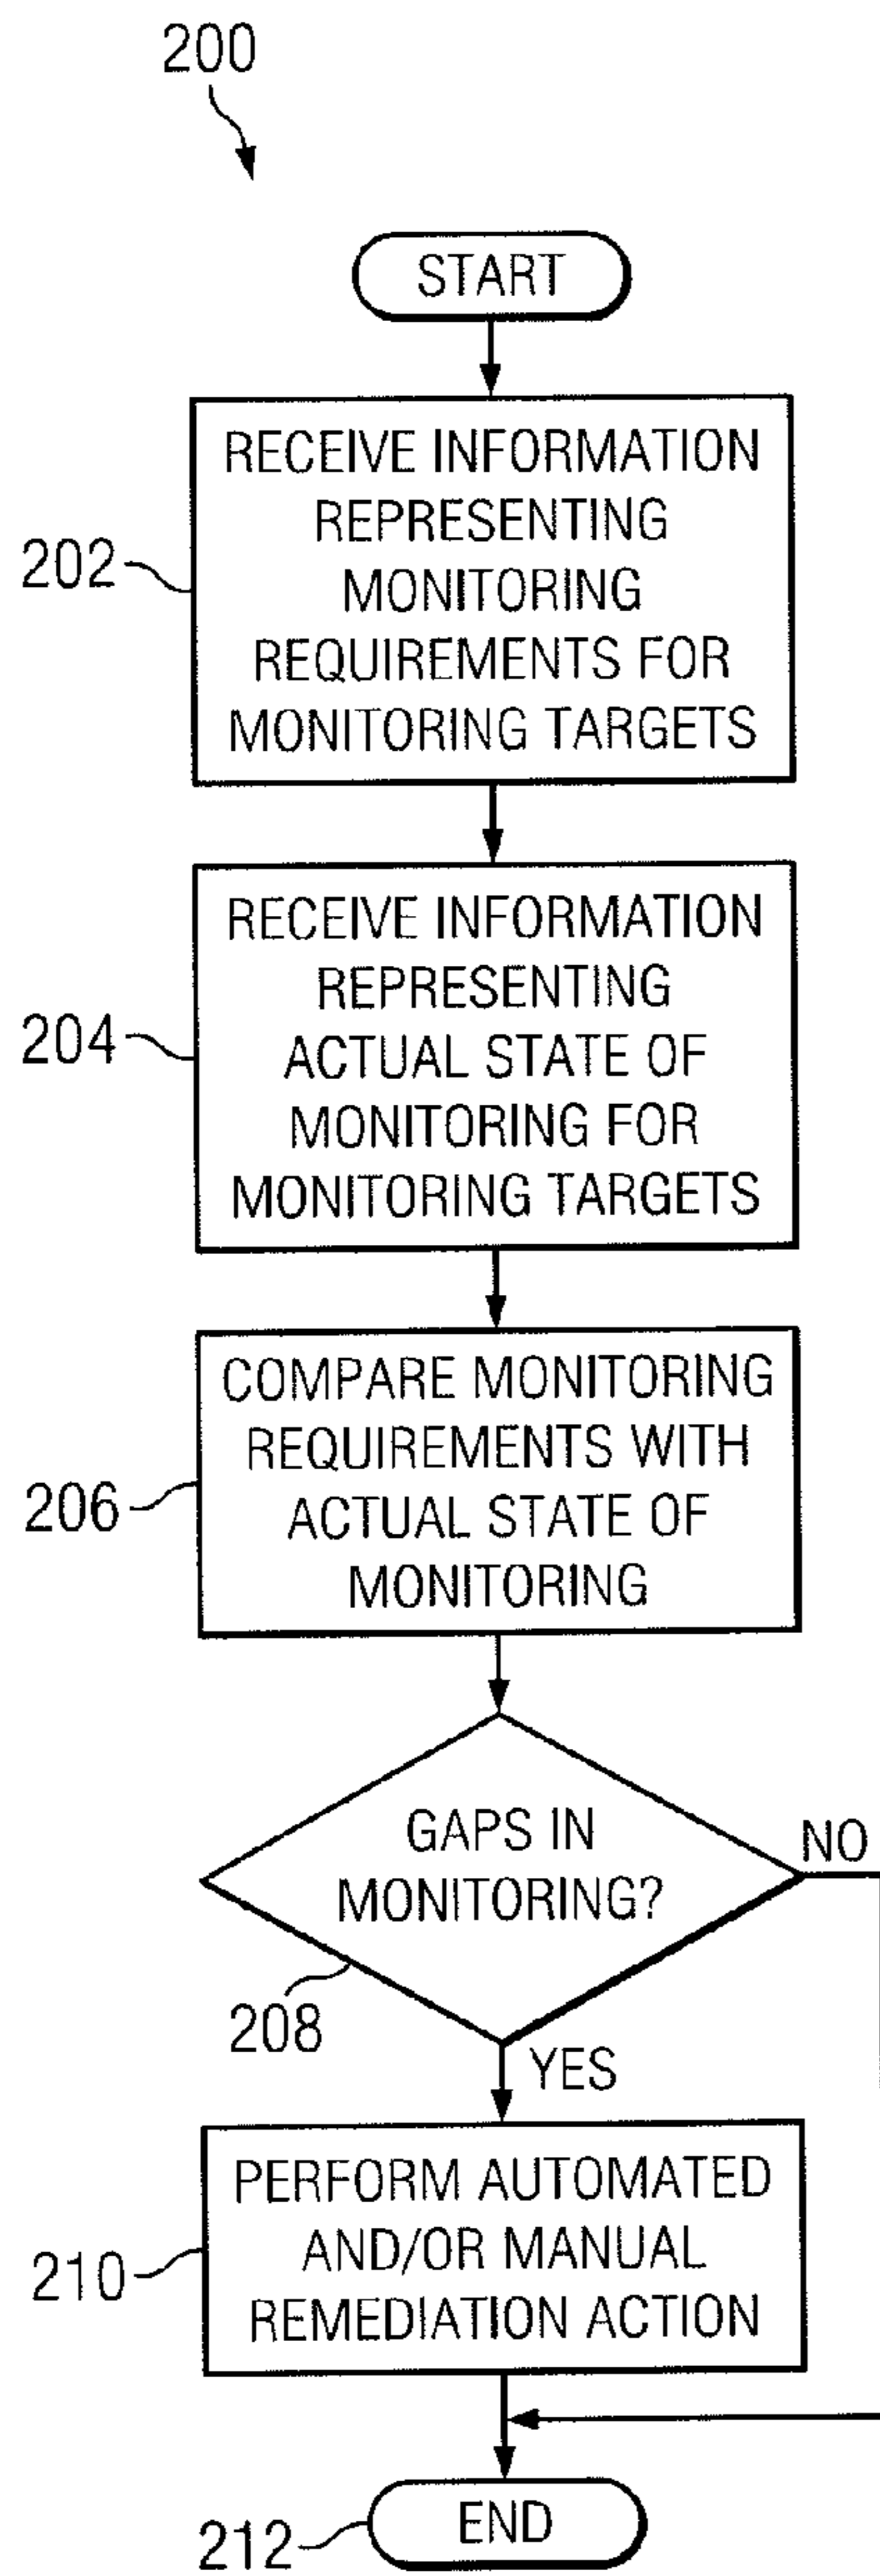 200
START
202
RECEIVE INFORMATION
REPRESENTING
MONITORING
REQUIREMENTS FOR
MONITORING TARGETS
204
RECEIVE INFORMATION
REPRESENTING
ACTUAL STATE OF
MONITORING FOR
MONITORING TARGETS
206
COMPARE MONITORING
REQUIREMENTS WITH
ACTUAL STATE OF
MONITORING
GAPS IN
MONITORING?
NO
208
YES
210
PERFORM AUTOMATED
AND/OR MANUAL
REMEDIATION ACTION
212
END